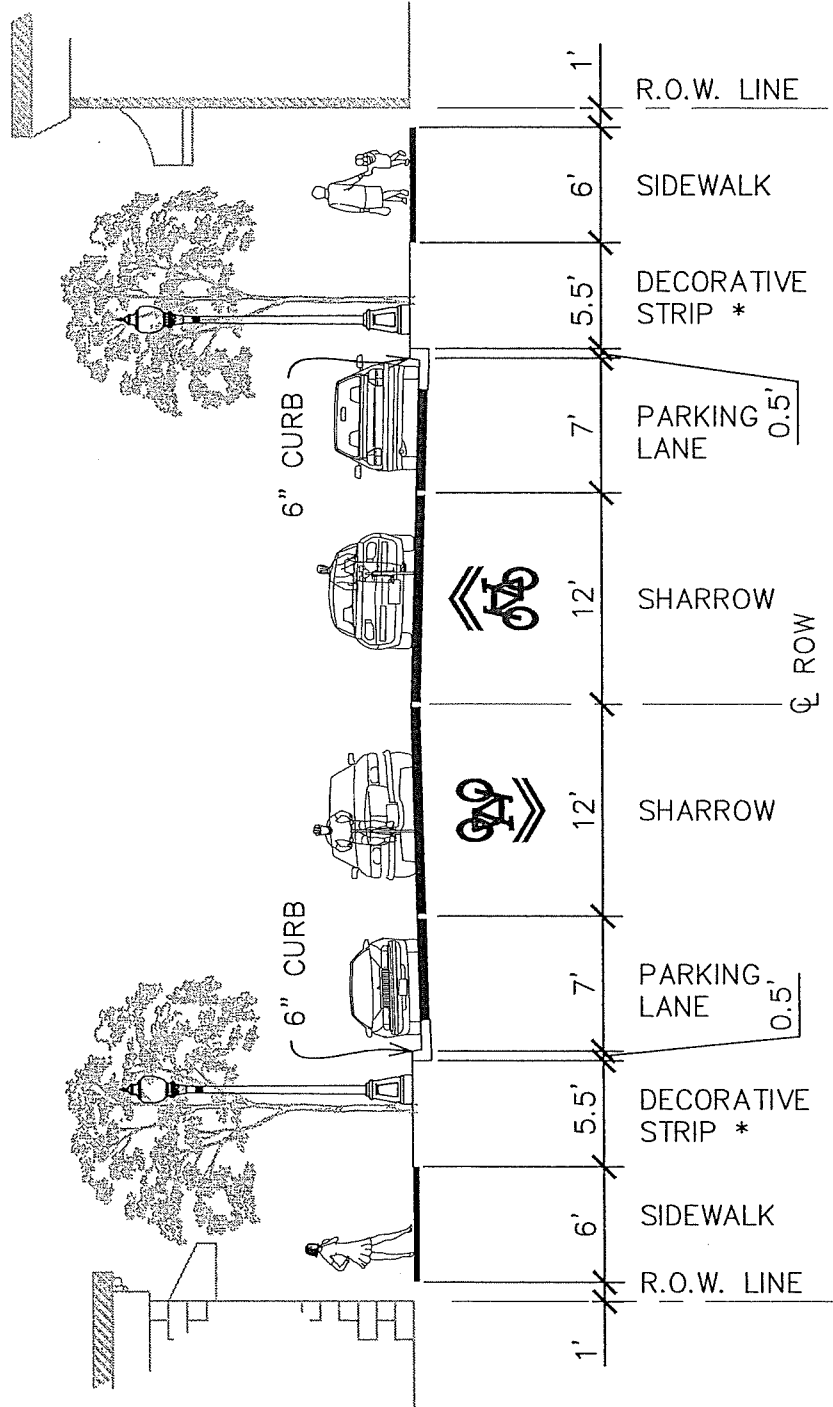 6" CURB
6" CURB
1'
6'
5.5'
7'
12'
12'
7'
5.5'
6'
1'
R.O.W. LINE
SIDEWALK
DECORATIVE
STRIP *
0.5'
PARKING
LANE
SHARROW
℄ ROW
SHARROW
PARKING
LANE
0.5'
DECORATIVE
STRIP *
SIDEWALK
R.O.W. LINE